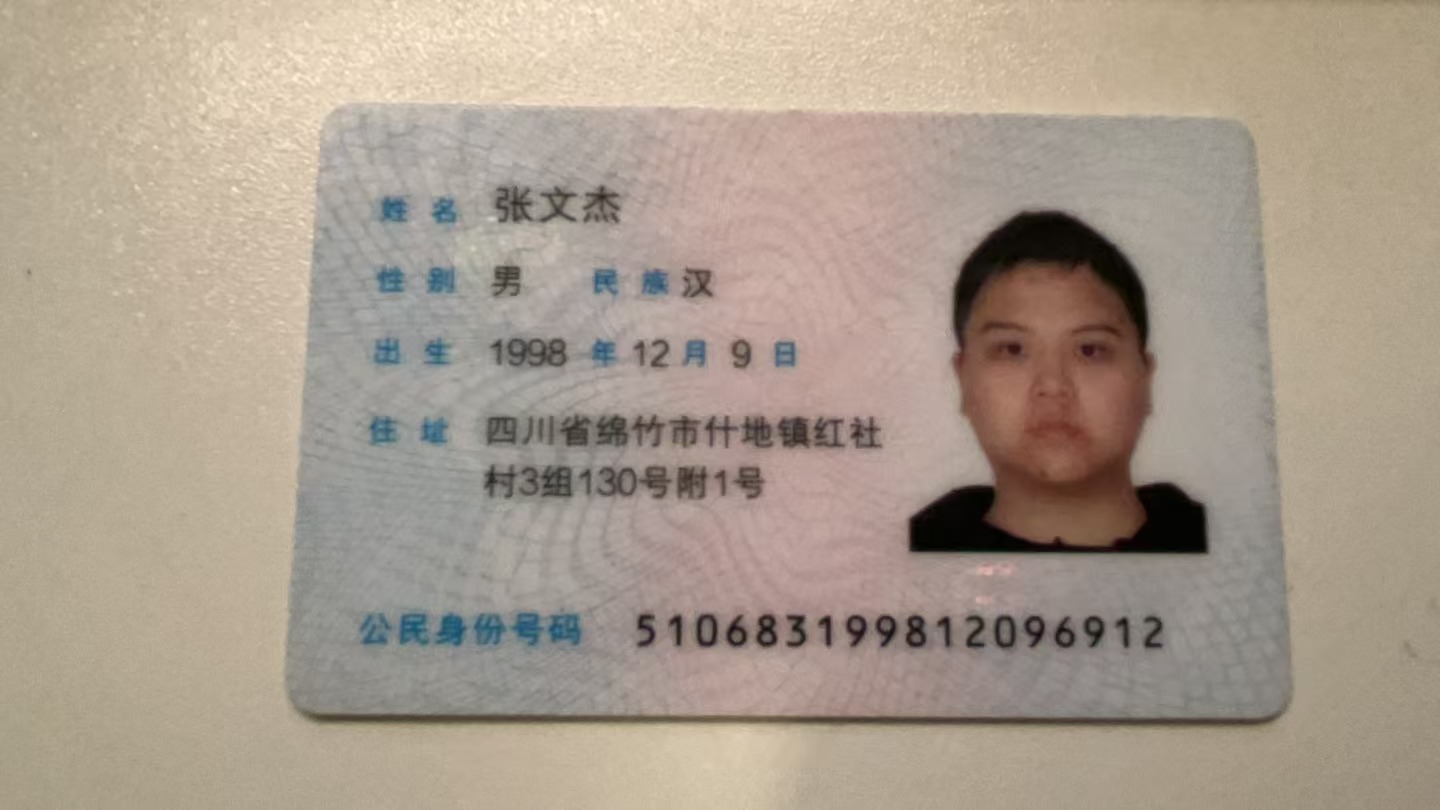 姓名 张文杰
性别 男 民族 汉
出生 1998 年 12 月 9 日
住址 四川省绵竹市什地镇红社
村3组130号附1号
公民身份号码 510683199812096912